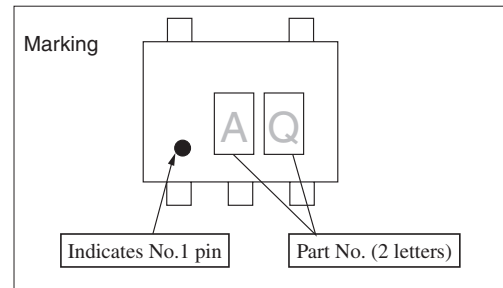 Marking
A Q
Indicates No.1 pin
Part No. (2 letters)